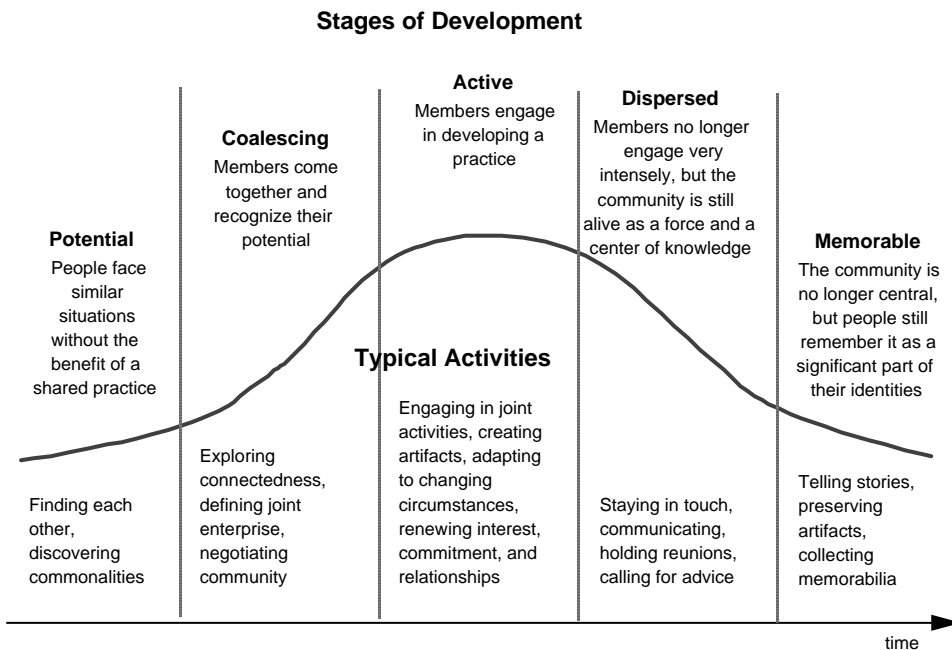 Stages of Development
Potential
People face
similar
situations
without the
benefit of a
shared practice
Coalescing
Members come
together and
recognize their
potential
Active
Members engage
in developing a
practice
Dispersed
Members no longer
engage very
intensely, but the
community is still
alive as a force and a
center of knowledge
Memorable
The community is
no longer central,
but people still
remember it as a
significant part of
their identities
Typical Activities
Finding each
other,
discovering
commonalities
Exploring
connectedness,
defining joint
enterprise,
negotiating
community
Engaging in joint
activities, creating
artifacts, adapting
to changing
circumstances,
renewing interest,
commitment, and
relationships
Staying in touch,
communicating,
holding reunions,
calling for advice
Telling stories,
preserving
artifacts,
collecting
memorabilia
time